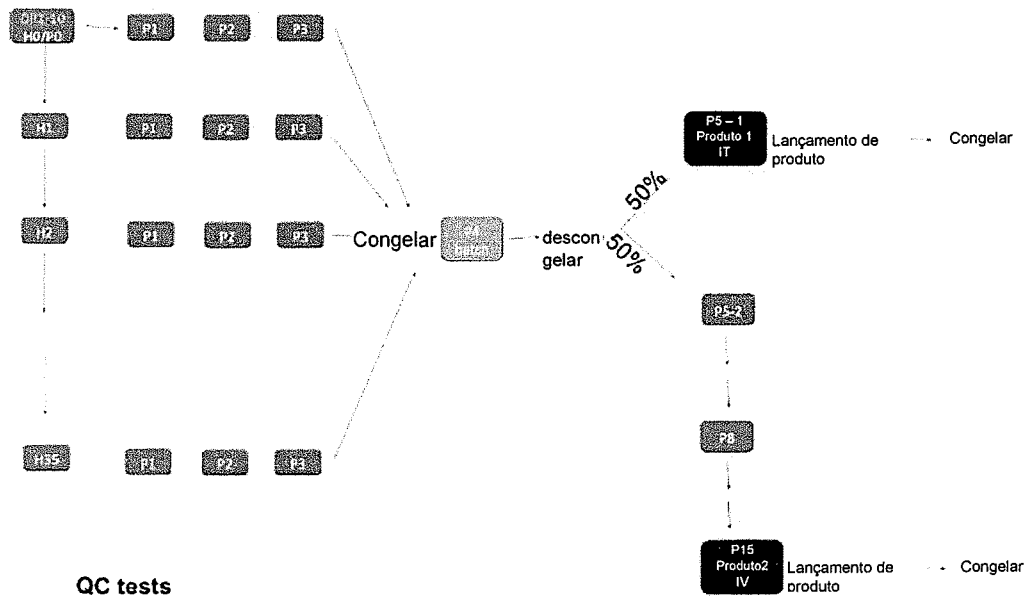 H0/P0
P1
P2
P3
H1
P1
P2
P3
H2
P1
P2
P3
H35
P1
P2
P3
Congelar
descon
gelar
50%
50%
P5 – 1
Produto 1
IT
Lançamento de
produto
Congelar
P5-2
P8
P15
Produto2
IV
Lançamento de
produto
Congelar
QC tests